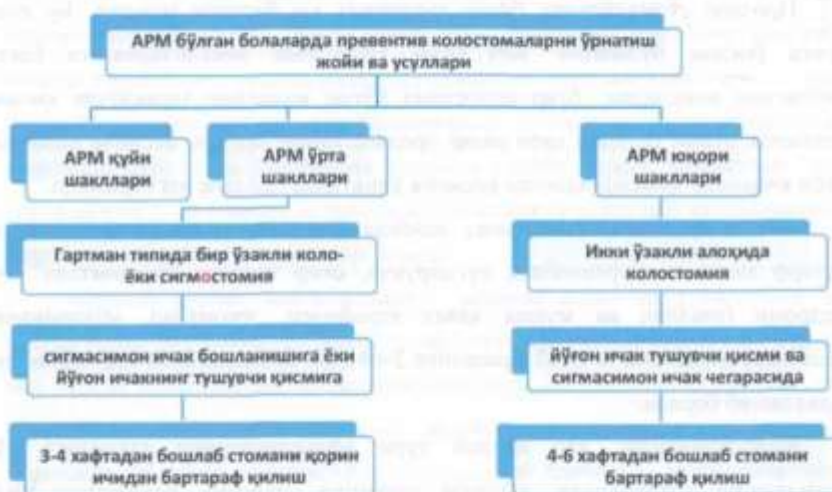 АРМ бўлган болаларда превентив колостомаларни ўрнатиш
жойи ва усуллари
АРМ қуйи
шакллари
АРМ ўрта
шакллари
АРМ юқори
шакллари
Гартман типида бир ўзакли коло-
ёки сигмостомия
Икки ўзакли алоҳида
колостомия
сигмасимон ичак бошланишига ёки
йўғон ичакнинг тушувчи қисмига
йўғон ичак тушувчи қисми ва
сигмасимон ичак чегарасида
3-4 хафтадан бошлаб стомани қорин
ичидан бартараф қилиш
4-6 хафтадан бошлаб стомани
бартараф қилиш